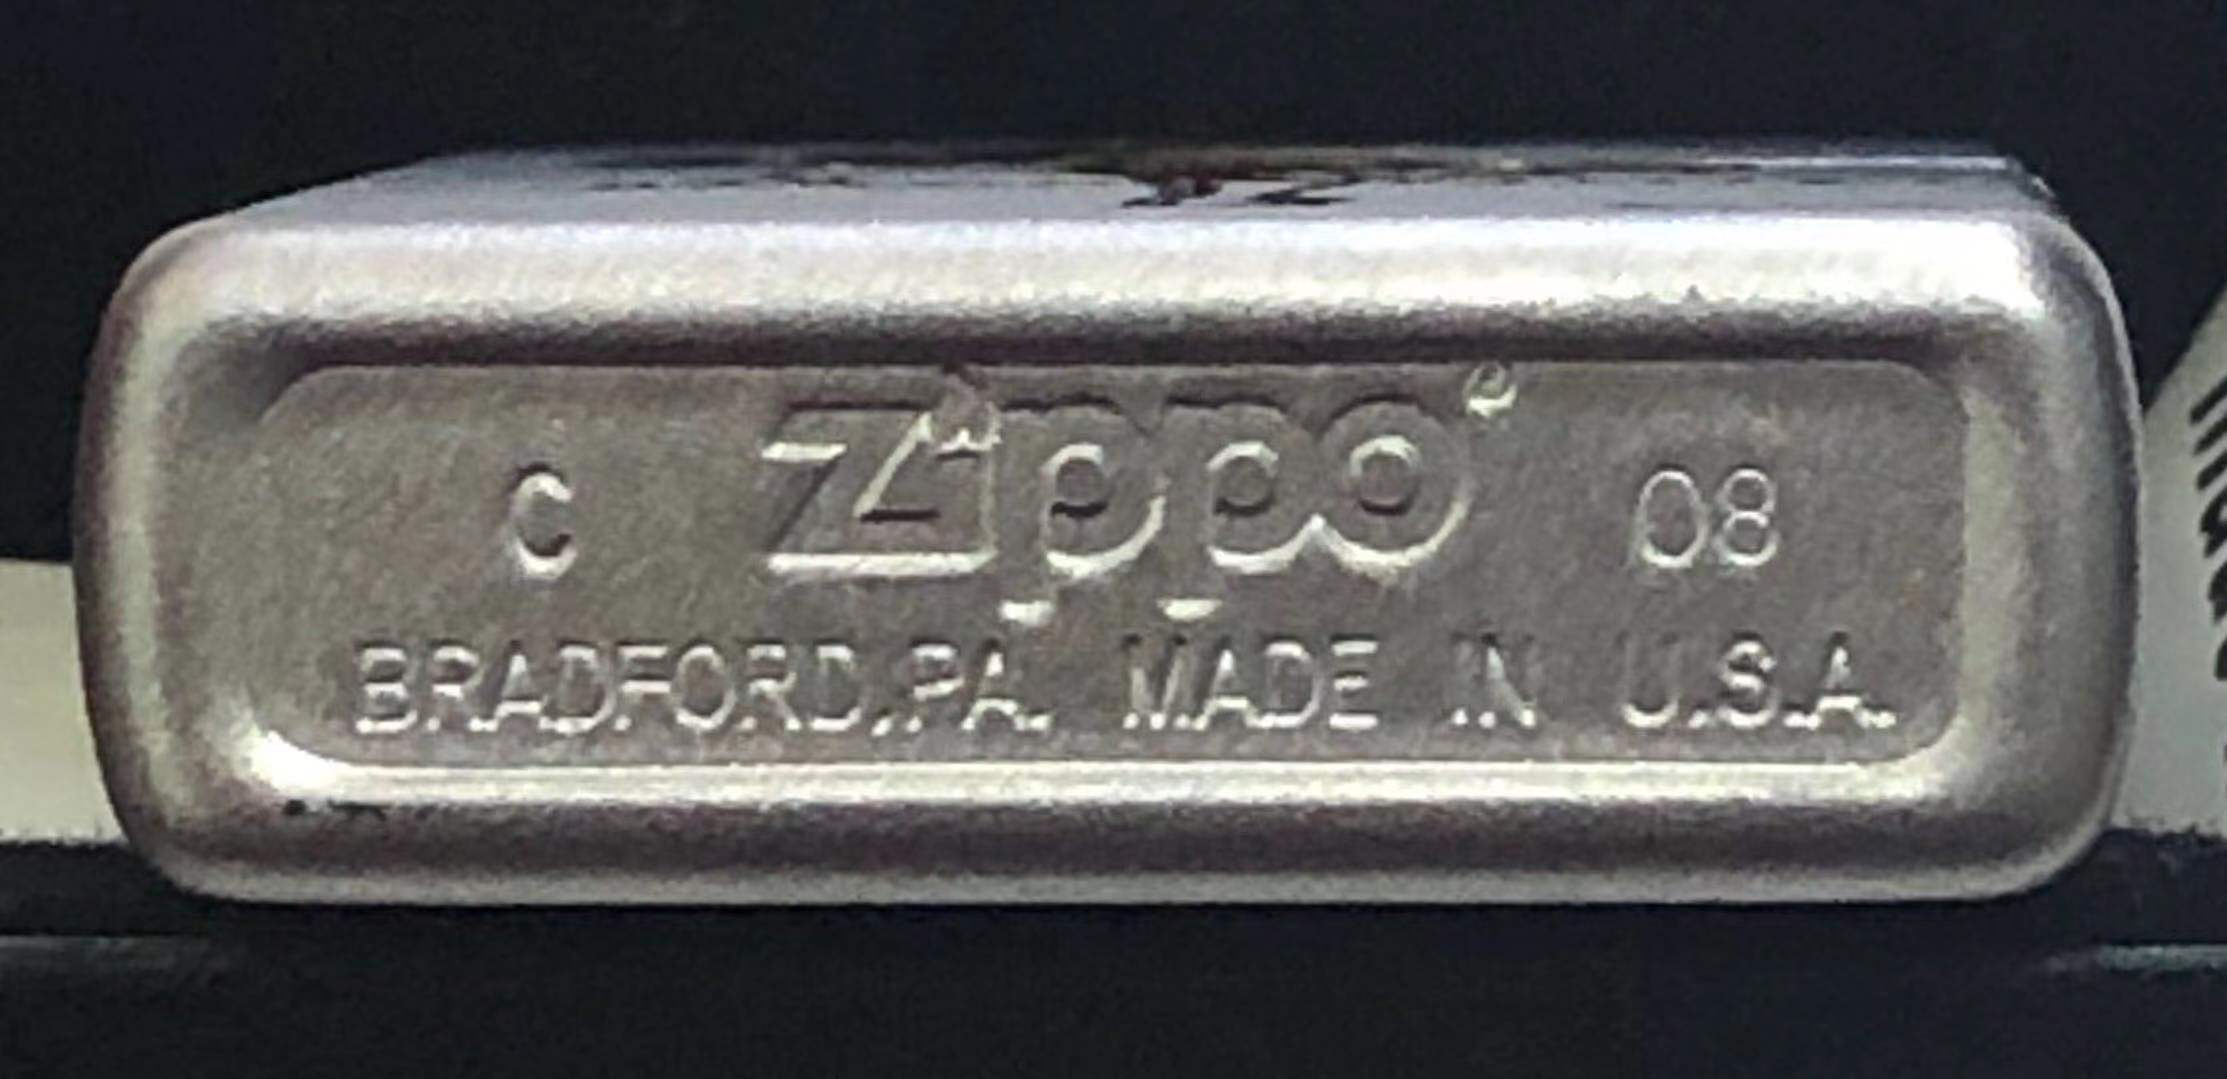 C Zippo® 08
BRADFORD,PA. MADE IN U.S.A.